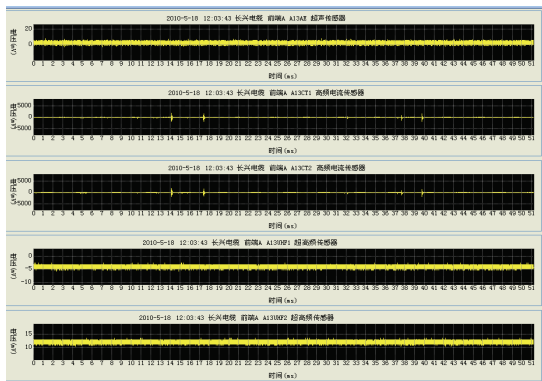 2010-5-18 12:03:43 长兴电缆 前端A A13AE 超声传感器
电压(mV)
20
0
0 1 2 3 4 5 6 7 8 9 10 11 12 13 14 15 16 17 18 19 20 21 22 23 24 25 26 27 28 29 30 31 32 33 34 35 36 37 38 39 40 41 42 43 44 45 46 47 48 49 50 51
时间(ms)
2010-5-18 12:03:43 长兴电缆 前端A A13CT1 高频电流传感器
电压(mV)
5000
0
-5000
0 1 2 3 4 5 6 7 8 9 10 11 12 13 14 15 16 17 18 19 20 21 22 23 24 25 26 27 28 29 30 31 32 33 34 35 36 37 38 39 40 41 42 43 44 45 46 47 48 49 50 51
时间(ms)
2010-5-18 12:03:43 长兴电缆 前端A A13CT2 高频电流传感器
电压(mV)
5000
0
-5000
0 1 2 3 4 5 6 7 8 9 10 11 12 13 14 15 16 17 18 19 20 21 22 23 24 25 26 27 28 29 30 31 32 33 34 35 36 37 38 39 40 41 42 43 44 45 46 47 48 49 50 51
时间(ms)
2010-5-18 12:03:43 长兴电缆 前端A A13UHF1 超高频传感器
电压(mV)
0
-5
-10
0 1 2 3 4 5 6 7 8 9 10 11 12 13 14 15 16 17 18 19 20 21 22 23 24 25 26 27 28 29 30 31 32 33 34 35 36 37 38 39 40 41 42 43 44 45 46 47 48 49 50 51
时间(ms)
2010-5-18 12:03:43 长兴电缆 前端A A13UHF2 超高频传感器
电压(mV)
15
10
0 1 2 3 4 5 6 7 8 9 10 11 12 13 14 15 16 17 18 19 20 21 22 23 24 25 26 27 28 29 30 31 32 33 34 35 36 37 38 39 40 41 42 43 44 45 46 47 48 49 50 51
时间(ms)